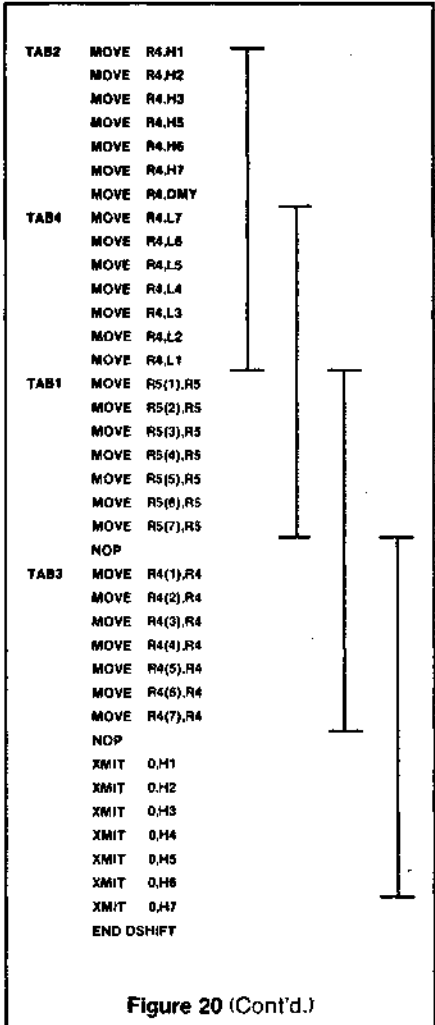 TAB2 MOVE R4,H1
MOVE R4,H2
MOVE R4,H3
MOVE R4,H5
MOVE R4,H6
MOVE R4,H7
MOVE R4,DMY
TAB4 MOVE R4,L7
MOVE R4,L6
MOVE R4,L5
MOVE R4,L4
MOVE R4,L3
MOVE R4,L2
MOVE R4,L1
TAB1 MOVE R5(1),R5
MOVE R5(2),R5
MOVE R5(3),R5
MOVE R5(4),R5
MOVE R5(5),R5
MOVE R5(6),R5
MOVE R5(7),R5
NOP
TAB3 MOVE R4(1),R4
MOVE R4(2),R4
MOVE R4(3),R4
MOVE R4(4),R4
MOVE R4(5),R4
MOVE R4(6),R4
MOVE R4(7),R4
NOP
XMIT 0,H1
XMIT 0,H2
XMIT 0,H3
XMIT 0,H4
XMIT 0,H5
XMIT 0,H6
XMIT 0,H7
END DSHIFT
Figure 20 (Cont'd.)